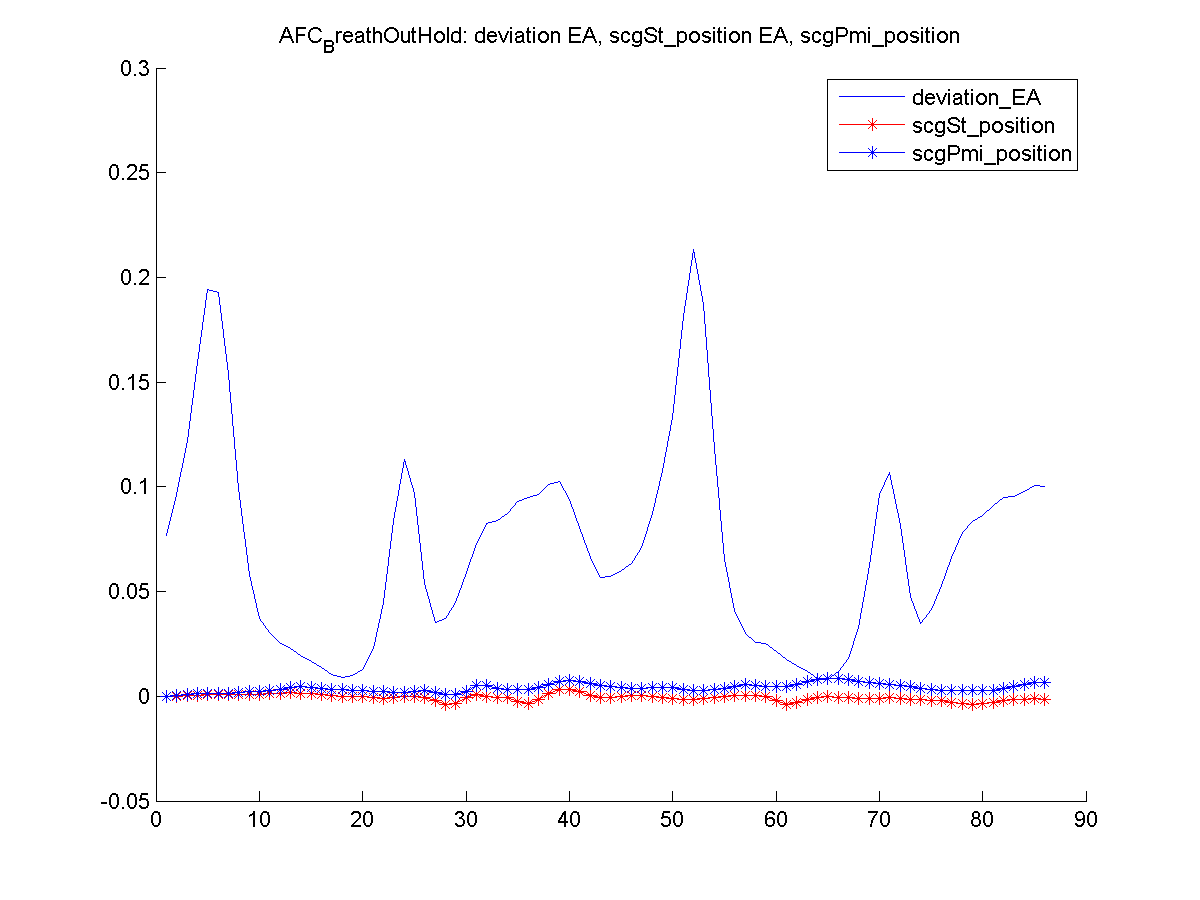 AFC_BreathOutHold: deviation EA, scgSt_position EA, scgPmi_position
0.3
deviation_EA
scgSt_position
scgPmi_position
0.25
0.2
0.15
0.1
0.05
0
-0.05
0 10 20 30 40 50 60 70 80 90